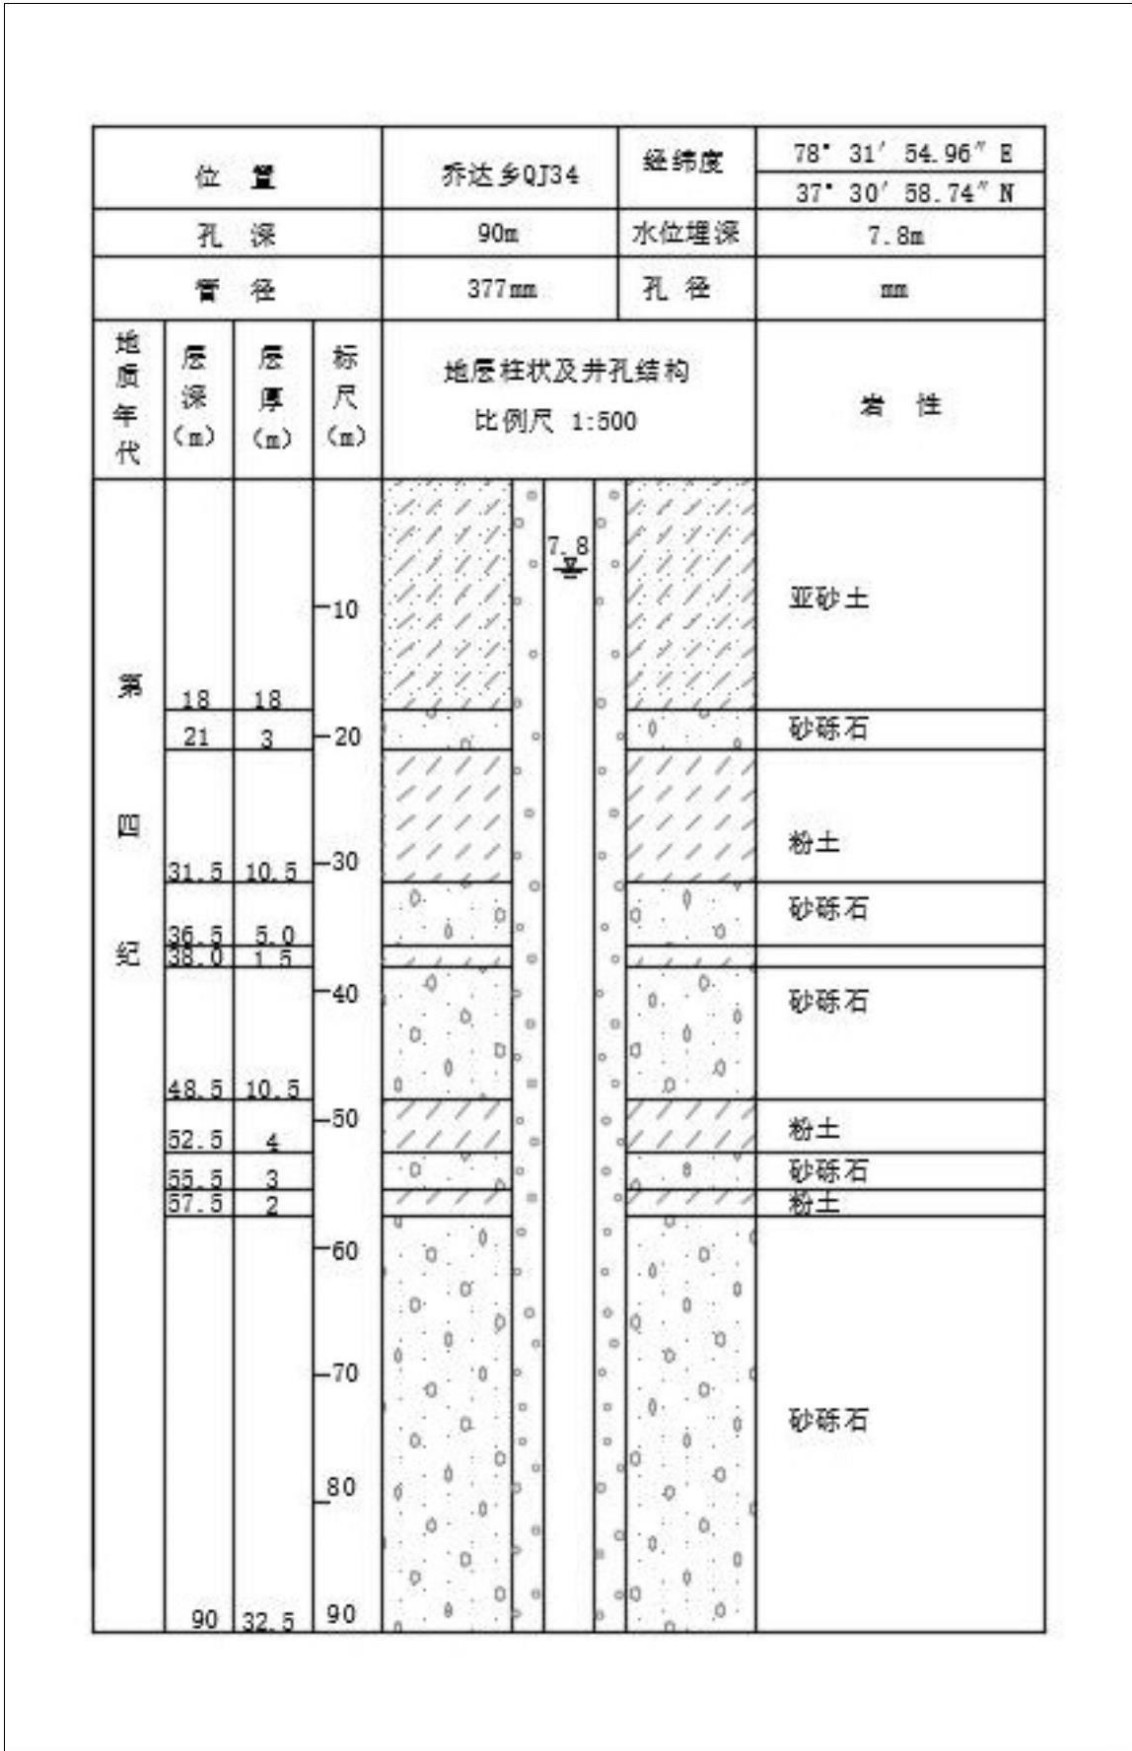 位 置 乔达乡QJ34 经纬度 78° 31′ 54.96″ E
37° 30′ 58.74″ N
孔 深 90m 水位埋深 7.8m
管 径 377mm 孔 径 mm
地质年代 层深(m) 层厚(m) 标尺(m) 地层柱状及井孔结构 岩 性
比例尺 1:500
第四纪
7.8
10 亚砂土
18 18
砂砾石
21 3 20
粉土
30
31.5 10.5
砂砾石
36.5 5.0
38.0 1.5
40 砂砾石
48.5 10.5
50 粉土
52.5 4
55.5 3 砂砾石
57.5 2 粉土
60
70
砂砾石
80
90 32.5 90